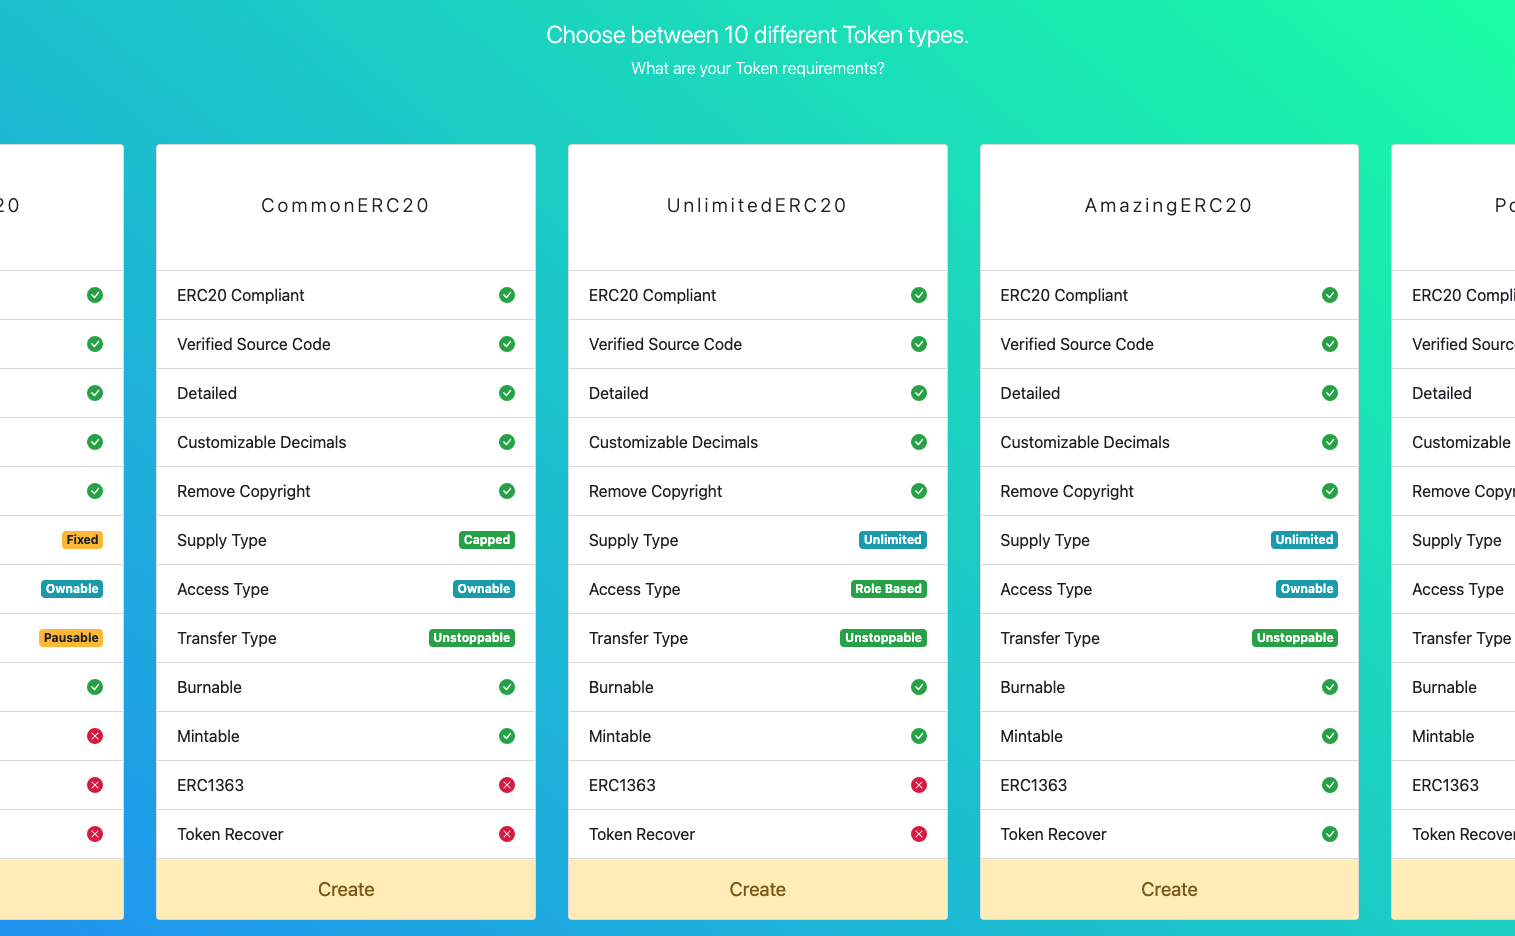 Choose between 10 different Token types.
What are your Token requirements?
20
Fixed
Ownable
Pausable
CommonERC20
ERC20 Compliant
Verified Source Code
Detailed
Customizable Decimals
Remove Copyright
Supply Type Capped
Access Type Ownable
Transfer Type Unstoppable
Burnable
Mintable
ERC1363
Token Recover
Create
UnlimitedERC20
ERC20 Compliant
Verified Source Code
Detailed
Customizable Decimals
Remove Copyright
Supply Type Unlimited
Access Type Role Based
Transfer Type Unstoppable
Burnable
Mintable
ERC1363
Token Recover
Create
AmazingERC20
ERC20 Compliant
Verified Source Code
Detailed
Customizable Decimals
Remove Copyright
Supply Type Unlimited
Access Type Ownable
Transfer Type Unstoppable
Burnable
Mintable
ERC1363
Token Recover
Create
ERC20
Verified
Detailed
Customizable
Remove
Supply Type
Access Type
Transfer Type
Burnable
Mintable
ERC1363
Token